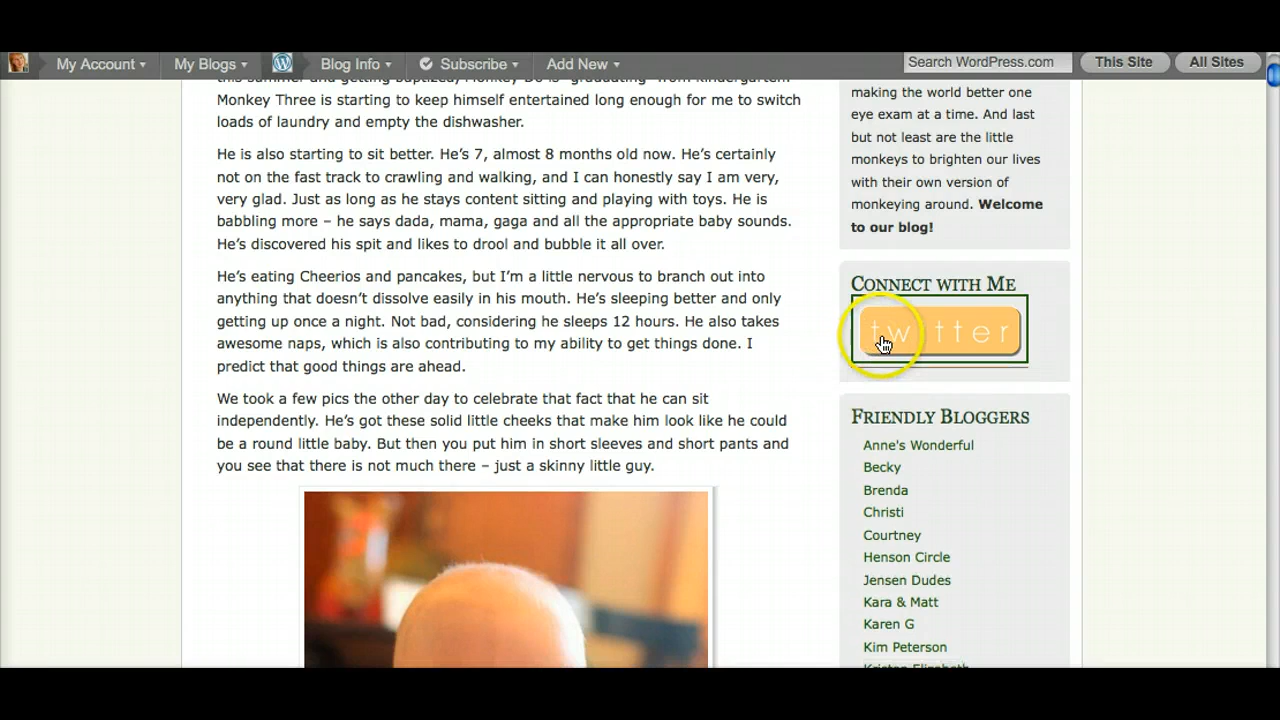 My Account
My Blogs
Blog Info
Subscribe
Add New
Search WordPress.com
This Site
All Sites
this summer and getting baptized, Monkey Do is "graduating" from kindergarten.
Monkey Three is starting to keep himself entertained long enough for me to switch
loads of laundry and empty the dishwasher.
He is also starting to sit better. He's 7, almost 8 months old now. He's certainly
not on the fast track to crawling and walking, and I can honestly say I am very,
very glad. Just as long as he stays content sitting and playing with toys. He is
babbling more – he says dada, mama, gaga and all the appropriate baby sounds.
He's discovered his spit and likes to drool and bubble it all over.
He's eating Cheerios and pancakes, but I'm a little nervous to branch out into
anything that doesn't dissolve easily in his mouth. He's sleeping better and only
getting up once a night. Not bad, considering he sleeps 12 hours. He also takes
awesome naps, which is also contributing to my ability to get things done. I
predict that good things are ahead.
We took a few pics the other day to celebrate that fact that he can sit
independently. He's got these solid little cheeks that make him look like he could
be a round little baby. But then you put him in short sleeves and short pants and
you see that there is not much there – just a skinny little guy.
making the world better one
eye exam at a time. And last
but not least are the little
monkeys to brighten our lives
with their own version of
monkeying around. Welcome
to our blog!
Connect with Me
twitter
Friendly Bloggers
Anne's Wonderful
Becky
Brenda
Christi
Courtney
Henson Circle
Jensen Dudes
Kara & Matt
Karen G
Kim Peterson
Kristen Elizabeth